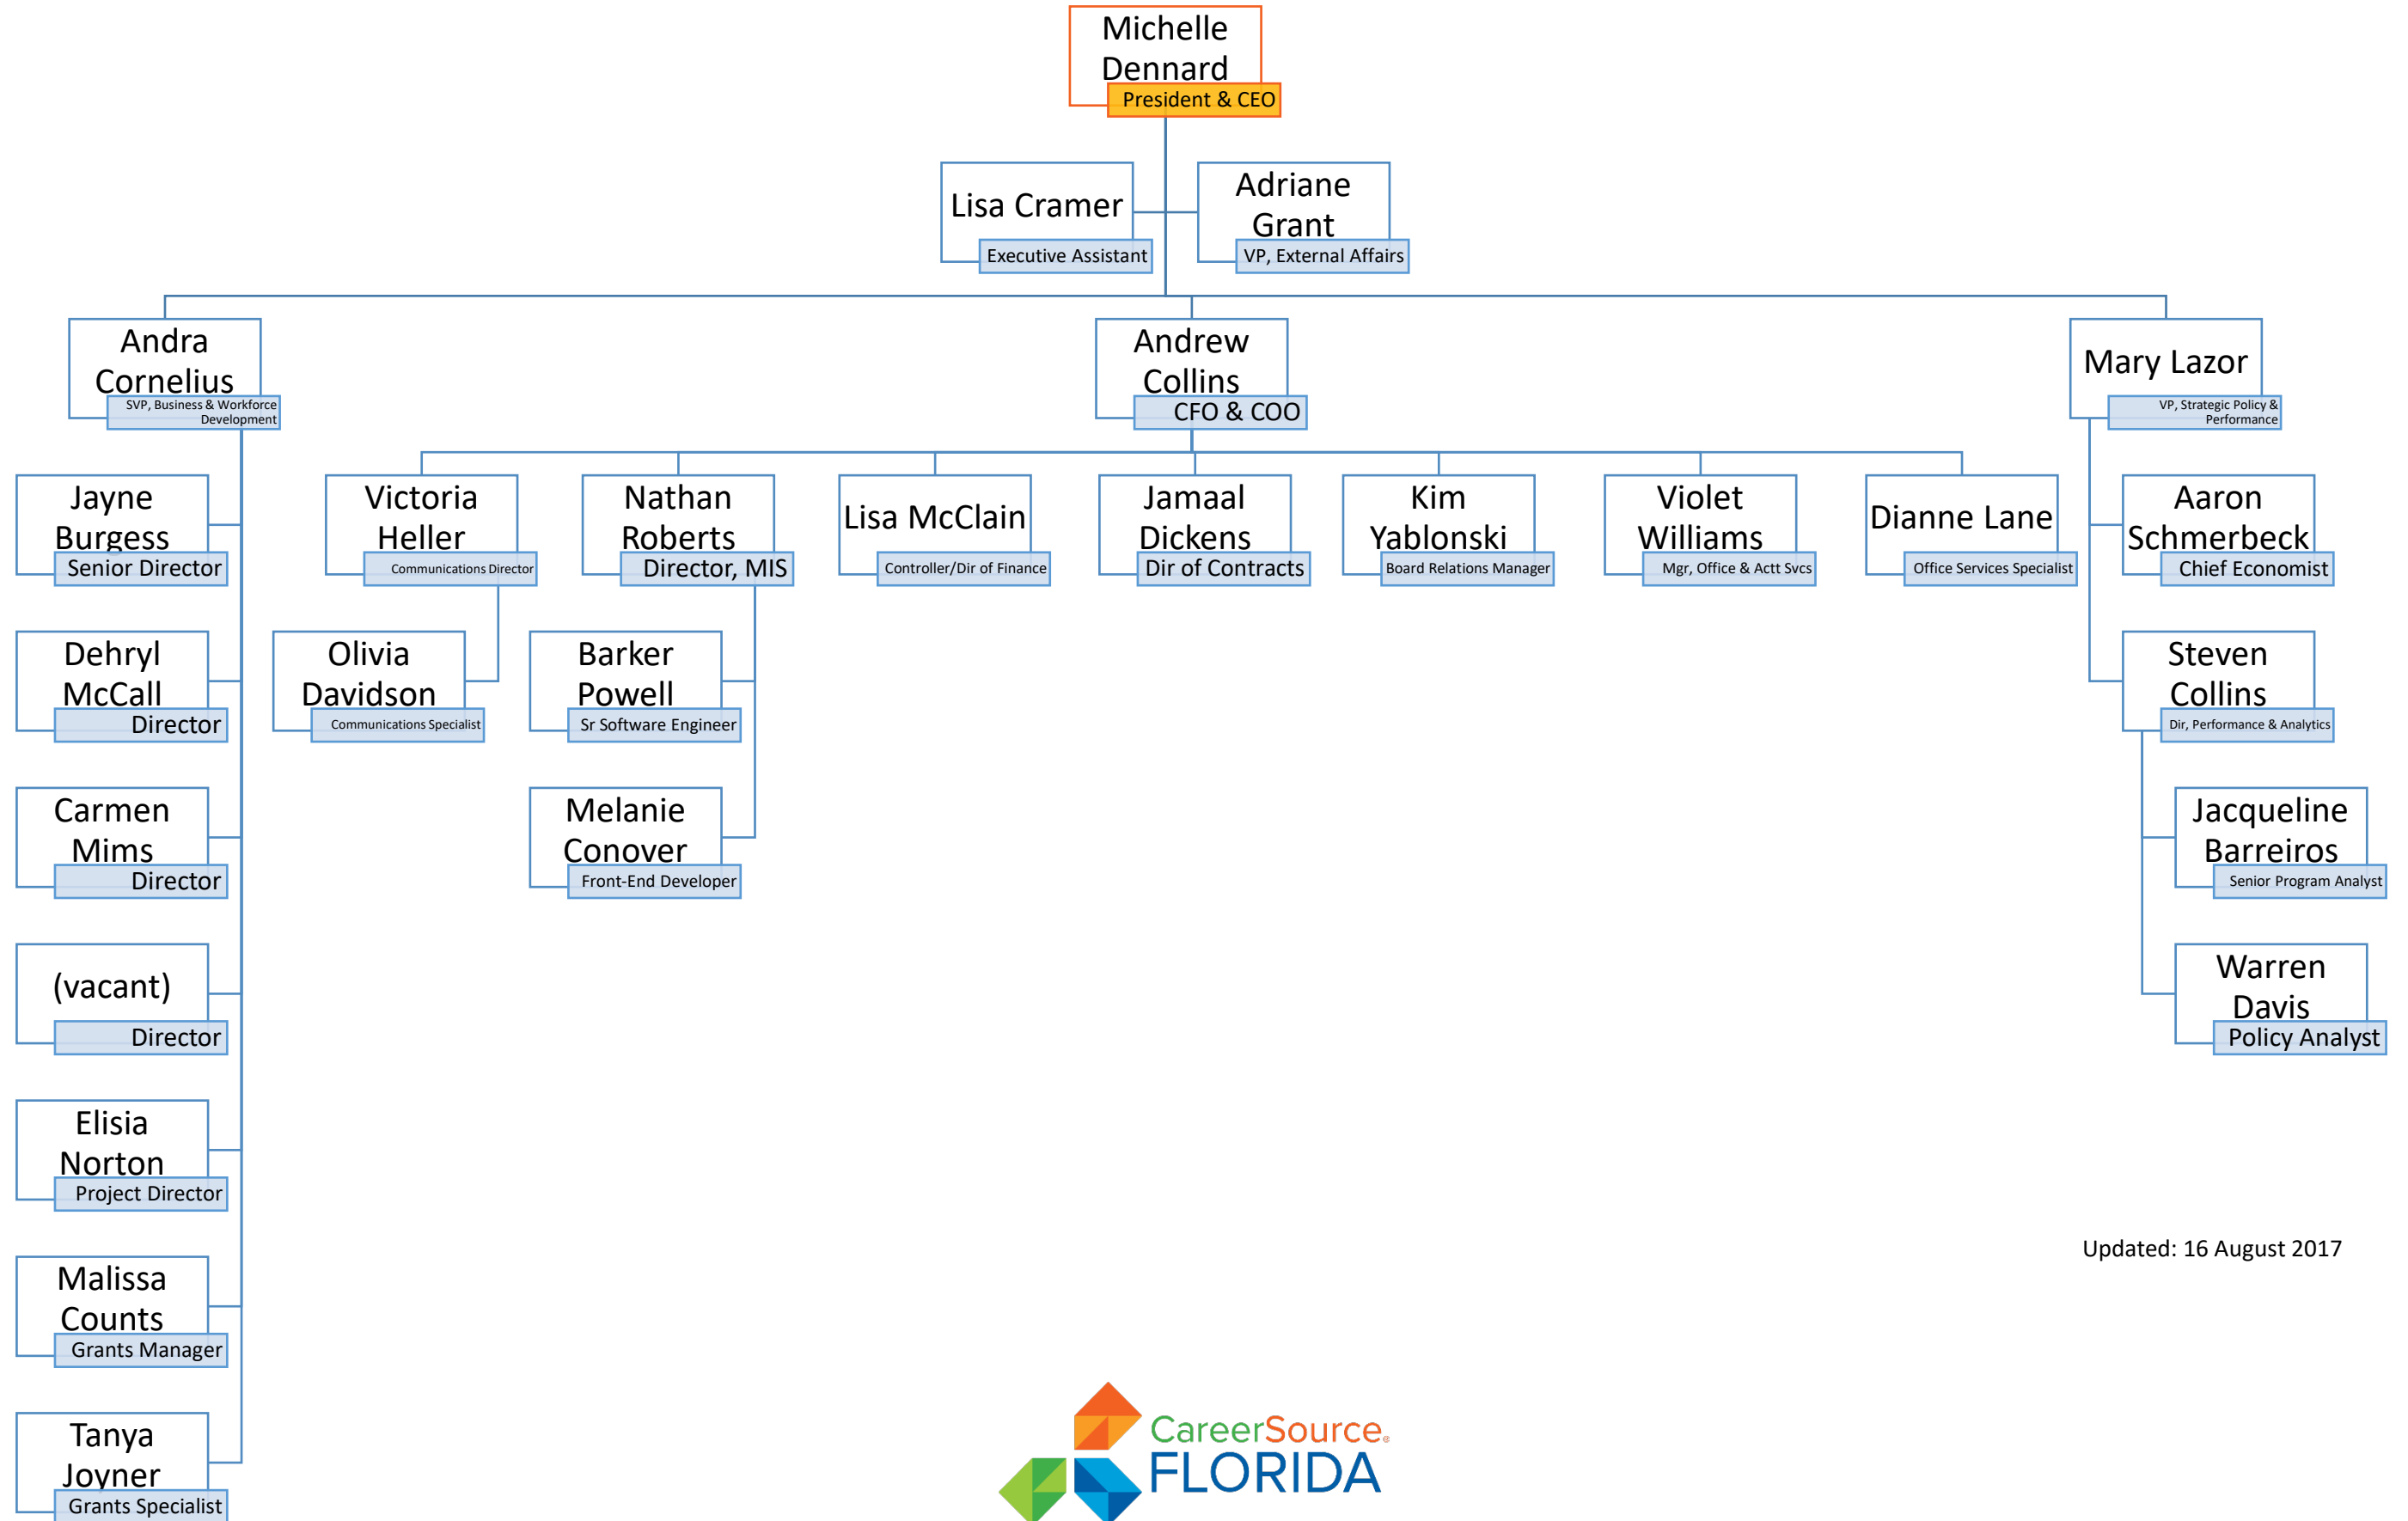 Michelle
Dennard
President & CEO
Lisa Cramer
Executive Assistant
Adriane
Grant
VP, External Affairs
Andra
Cornelius
SVP, Business & Workforce
Development
Andrew
Collins
CFO & COO
Mary Lazor
VP, Strategic Policy &
Performance
Jayne
Burgess
Senior Director
Victoria
Heller
Communications Director
Nathan
Roberts
Director, MIS
Lisa McClain
Controller/Dir of Finance
Jamaal
Dickens
Dir of Contracts
Kim
Yablonski
Board Relations Manager
Violet
Williams
Mgr, Office & Actt Svcs
Dianne Lane
Office Services Specialist
Aaron
Schmerbeck
Chief Economist
Dehryl
McCall
Director
Olivia
Davidson
Communications Specialist
Barker
Powell
Sr Software Engineer
Steven
Collins
Dir, Performance & Analytics
Carmen
Mims
Director
Melanie
Conover
Front-End Developer
Jacqueline
Barreiros
Senior Program Analyst
(vacant)
Director
Warren
Davis
Policy Analyst
Elisia
Norton
Project Director
Updated: 16 August 2017
Malissa
Counts
Grants Manager
Tanya
Joyner
Grants Specialist
CareerSource®
FLORIDA